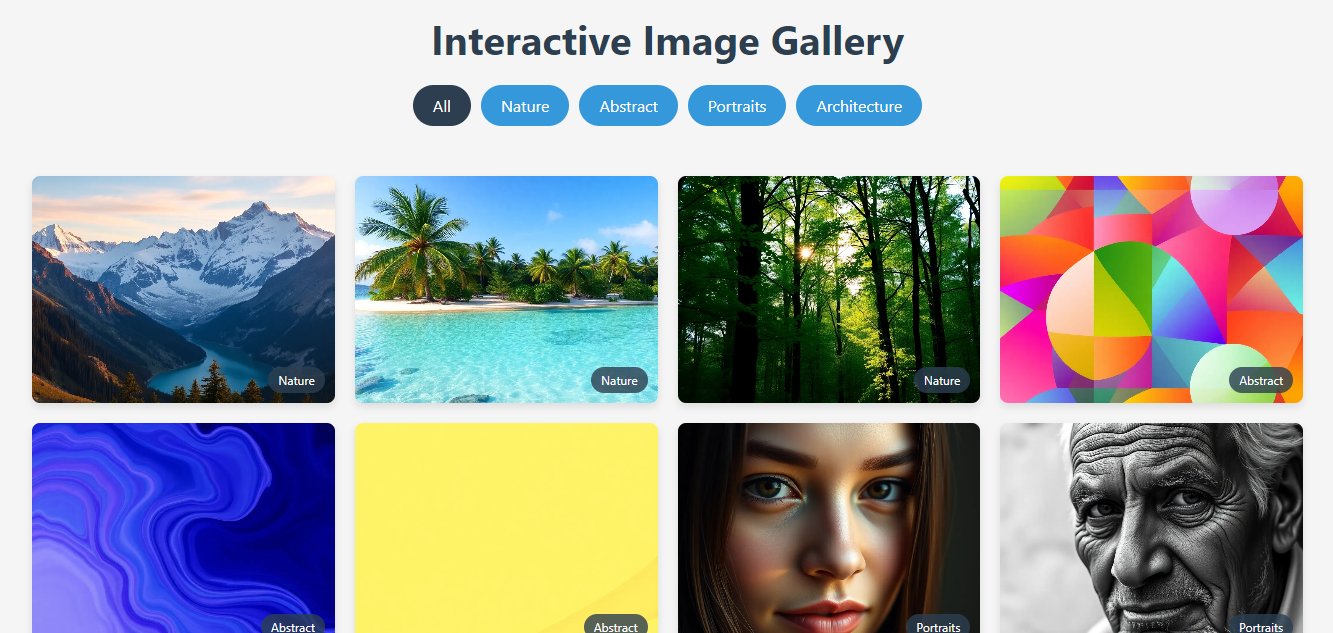 Interactive Image Gallery
All Nature Abstract Portraits Architecture
Nature Nature Nature Abstract
Abstract Abstract Portraits Portraits